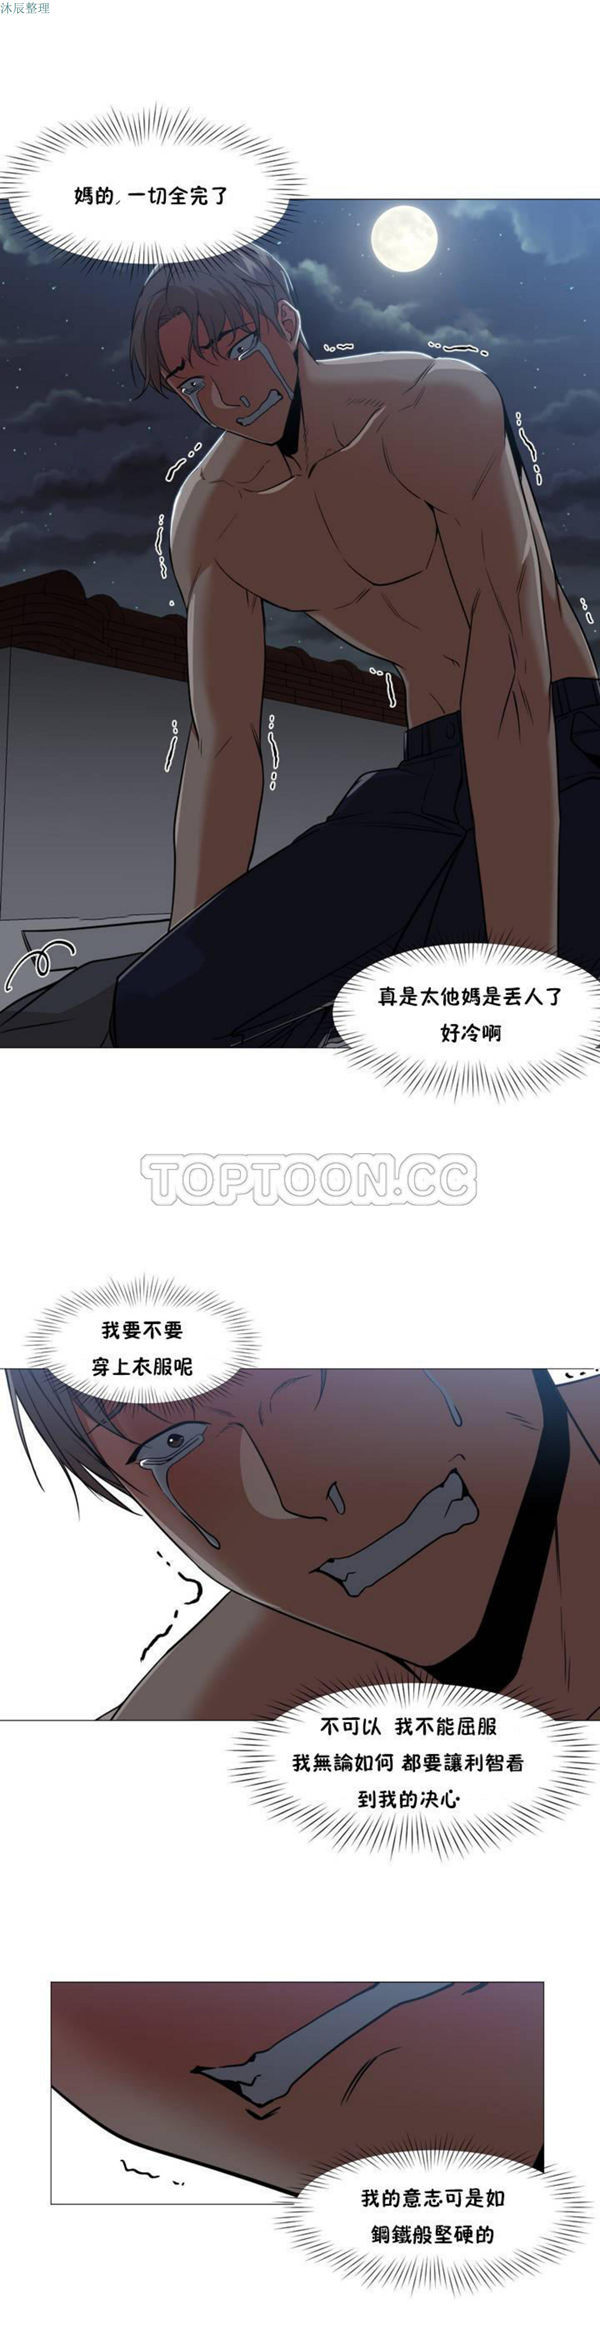 沐辰整理
媽的, 一切全完了
真是太他媽是丟人了
好冷啊
TOPTOON.CC
我要不要
穿上衣服呢
不可以 我不能屈服
我無論如何 都要讓利智看
到我的決心
我的意志可是如
鋼鐵般堅硬的